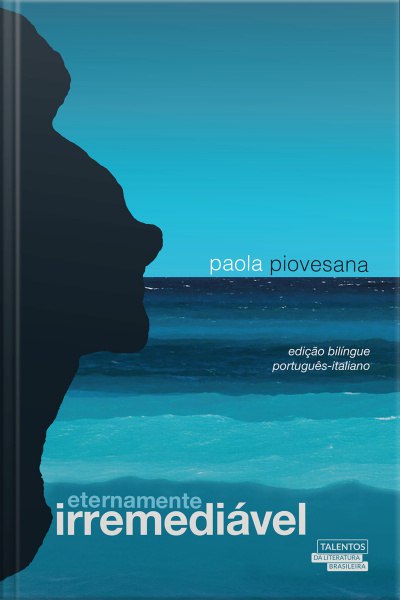 paola piovesana
edição bilíngue
português-italiano
eternamente
irremediável
TALENTOS
DA LITERATURA
BRASILEIRA